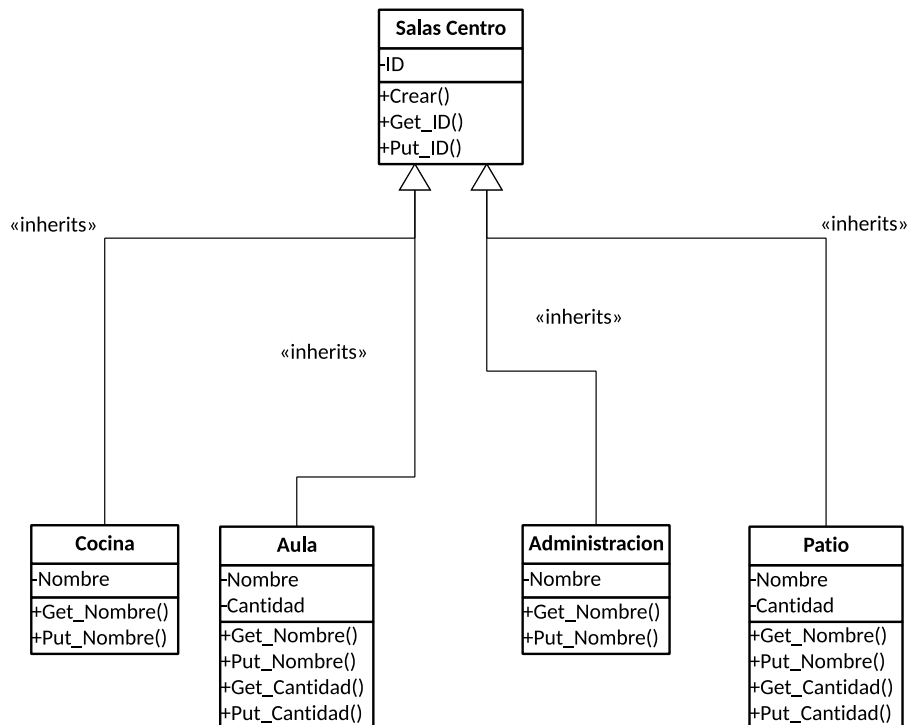 Salas Centro
-ID
+Crear()
+Get_ID()
+Put_ID()
«inherits»
«inherits»
«inherits»
«inherits»
Cocina
-Nombre
+Get_Nombre()
+Put_Nombre()
Aula
-Nombre
-Cantidad
+Get_Nombre()
+Put_Nombre()
+Get_Cantidad()
+Put_Cantidad()
Administracion
-Nombre
+Get_Nombre()
+Put_Nombre()
Patio
-Nombre
-Cantidad
+Get_Nombre()
+Put_Nombre()
+Get_Cantidad()
+Put_Cantidad()